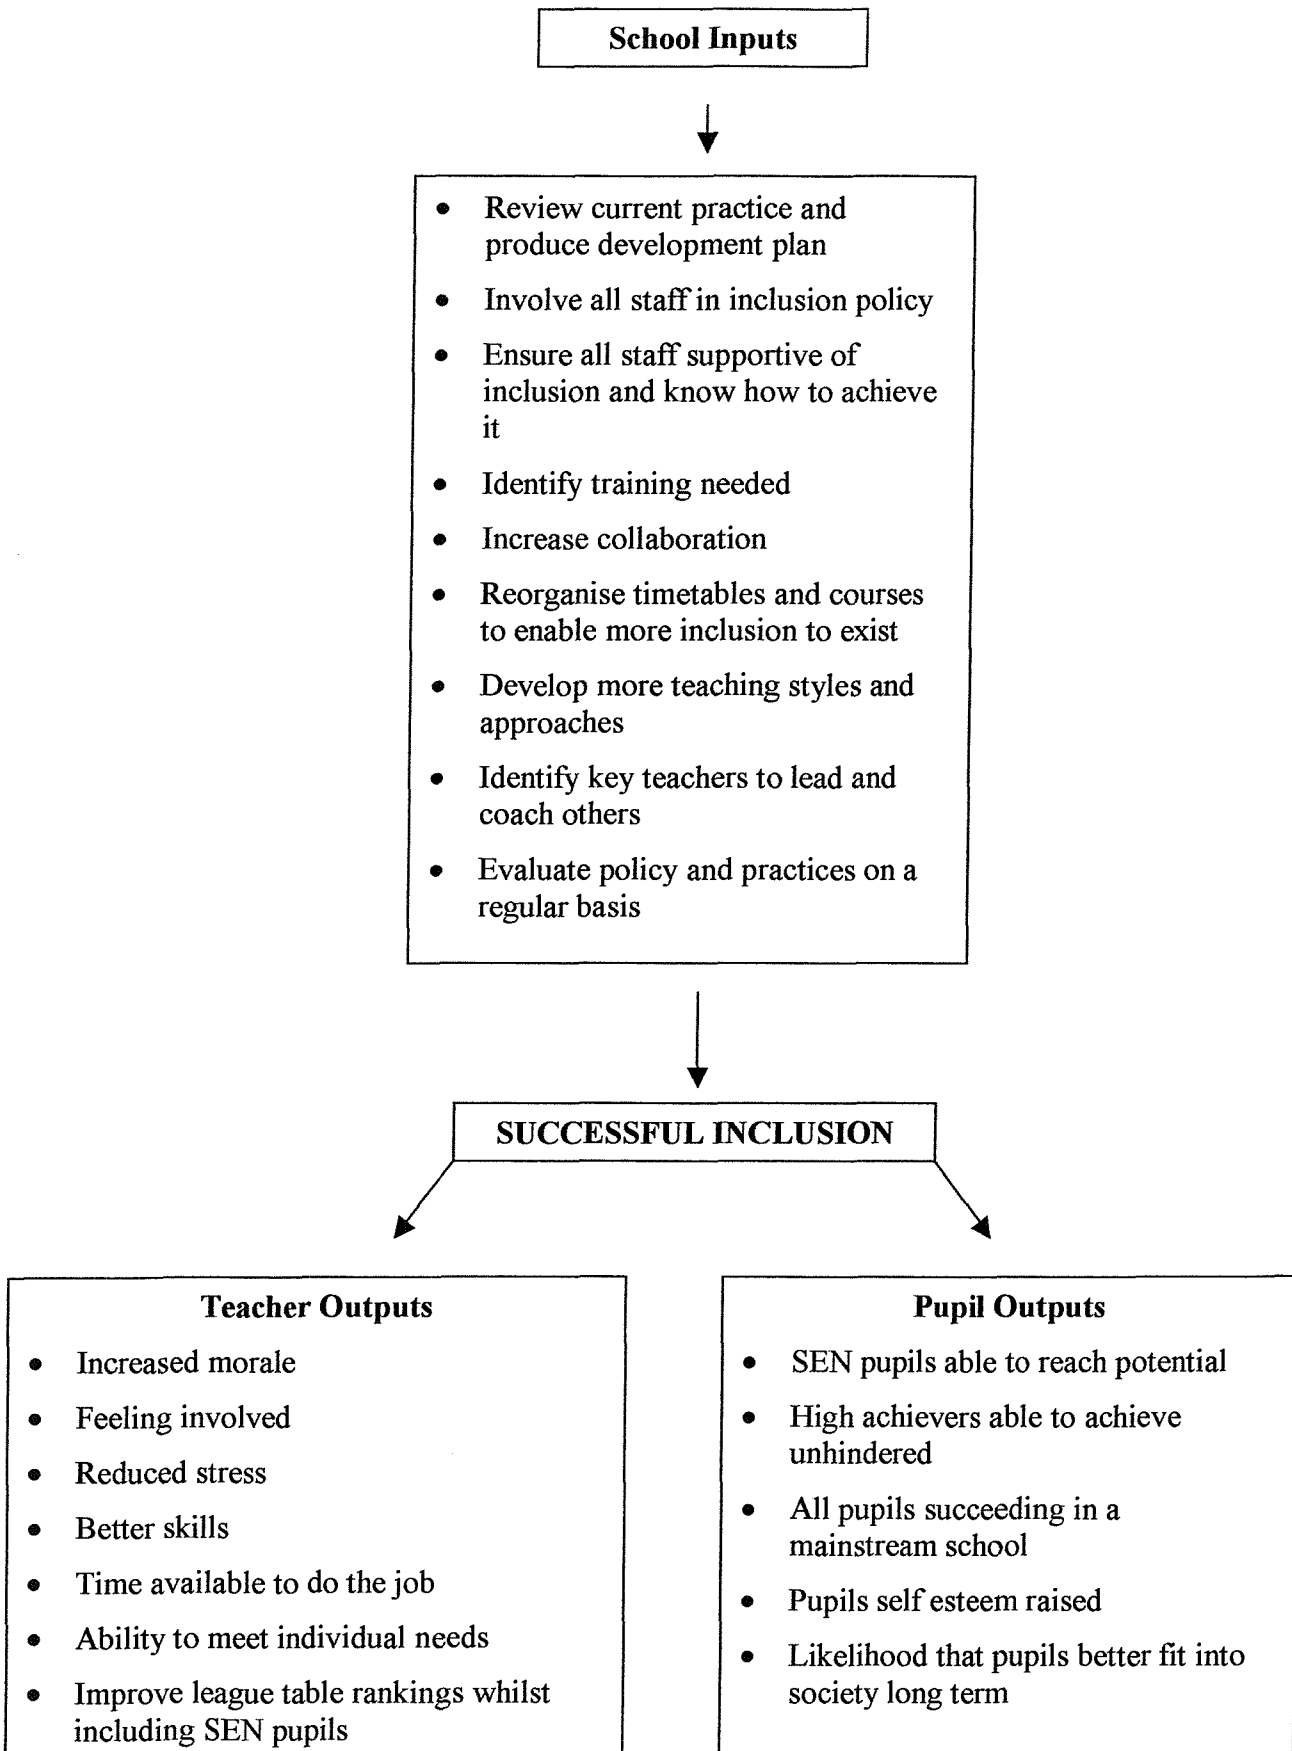 School Inputs
• Review current practice and
produce development plan
• Involve all staff in inclusion policy
• Ensure all staff supportive of
inclusion and know how to achieve
it
• Identify training needed
• Increase collaboration
• Reorganise timetables and courses
to enable more inclusion to exist
• Develop more teaching styles and
approaches
• Identify key teachers to lead and
coach others
• Evaluate policy and practices on a
regular basis
SUCCESSFUL INCLUSION
Teacher Outputs
• Increased morale
• Feeling involved
• Reduced stress
• Better skills
• Time available to do the job
• Ability to meet individual needs
• Improve league table rankings whilst
including SEN pupils
Pupil Outputs
• SEN pupils able to reach potential
• High achievers able to achieve
unhindered
• All pupils succeeding in a
mainstream school
• Pupils self esteem raised
• Likelihood that pupils better fit into
society long term